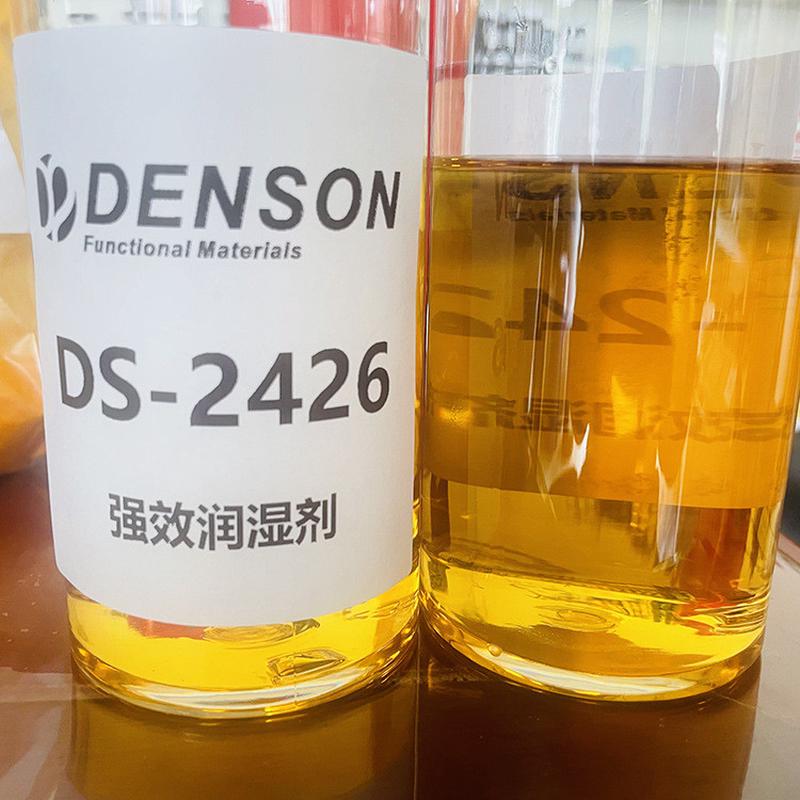 DENSON
Functional Materials
DS-2426
强效润湿剂